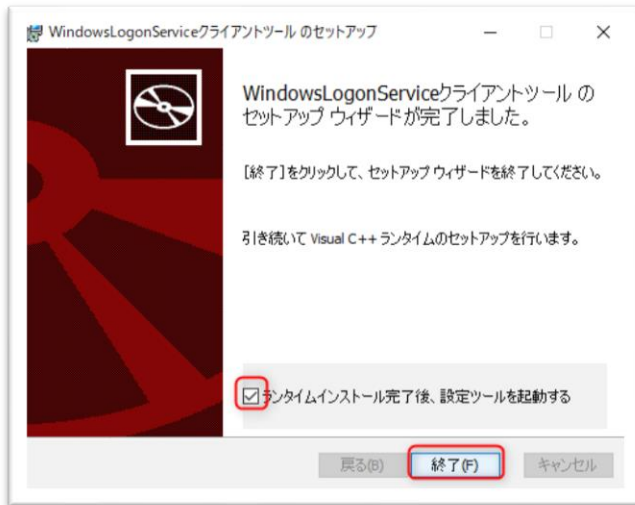 WindowsLogonServiceクライアントツール のセットアップ
WindowsLogonServiceクライアントツール の
セットアップ ウィザードが完了しました。
[終了]をクリックして、セットアップ ウィザードを終了してください。
引き続いて Visual C++ ランタイムのセットアップを行います。
ランタイムインストール完了後、設定ツールを起動する
戻る(B)
終了(F)
キャンセル